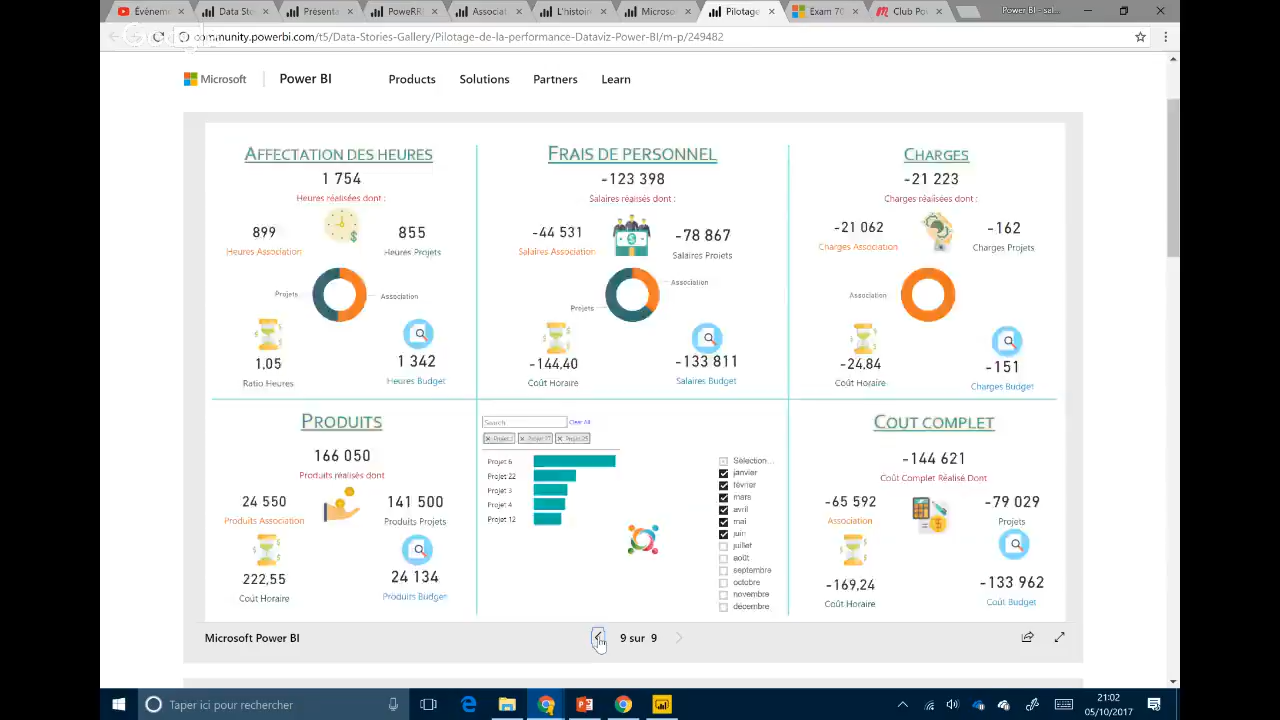 Évènem
Data Ste
Présenta
PoweRRI
Associat
L'histoire
Microso
Pilotage
Exam 70
Club Po
Power BI - sal...
ommunity.powerbi.com/t5/Data-Stories-Gallery/Pilotage-de-la-performance-Dataviz-Power-BI/m-p/249482
Microsoft
Power BI
Products
Solutions
Partners
Learn
AFFECTATION DES HEURES
1 754
Heures réalisées dont :
899
Heures Association
855
Heures Projets
Projets
Association
1,05
Ratio Heures
1 342
Heures Budget
FRAIS DE PERSONNEL
-123 398
Salaires réalisés dont :
-44 531
Salaires Association
-78 867
Salaires Projets
Association
Projets
-144,40
Coût Horaire
-133 811
Salaires Budget
CHARGES
-21 223
Charges réalisées dont :
-21 062
Charges Association
-162
Charges Projets
Association
-24,84
Coût Horaire
-151
Charges Budget
PRODUITS
166 050
Produits réalisés dont
24 550
Produits Association
141 500
Produits Projets
222,55
Coût Horaire
24 134
Produits Budget
Search
Clear All
Projet 6
Projet 22
Projet 3
Projet 4
Projet 12
Sélection...
janvier
février
mars
avril
mai
juin
juillet
août
septembre
octobre
novembre
décembre
COUT COMPLET
-144 621
Coût Complet Réalisé Dont
-65 592
Association
-79 029
Projets
-169,24
Coût Horaire
-133 962
Coût Budget
Microsoft Power BI
9 sur 9
Taper ici pour rechercher
21:02
05/10/2017